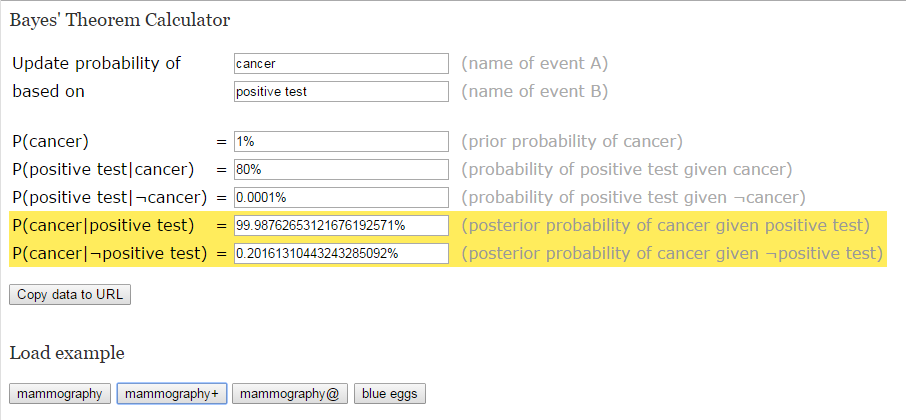 Bayes' Theorem Calculator
Update probability of cancer (name of event A)
based on positive test (name of event B)
P(cancer) = 1% (prior probability of cancer)
P(positive test|cancer) = 80% (probability of positive test given cancer)
P(positive test|¬cancer) = 0.0001% (probability of positive test given ¬cancer)
P(cancer|positive test) = 99.98762653121676192571% (posterior probability of cancer given positive test)
P(cancer|¬positive test) = 0.20161310443243285092% (posterior probability of cancer given ¬positive test)
Copy data to URL
Load example
mammography mammography+ mammography@ blue eggs